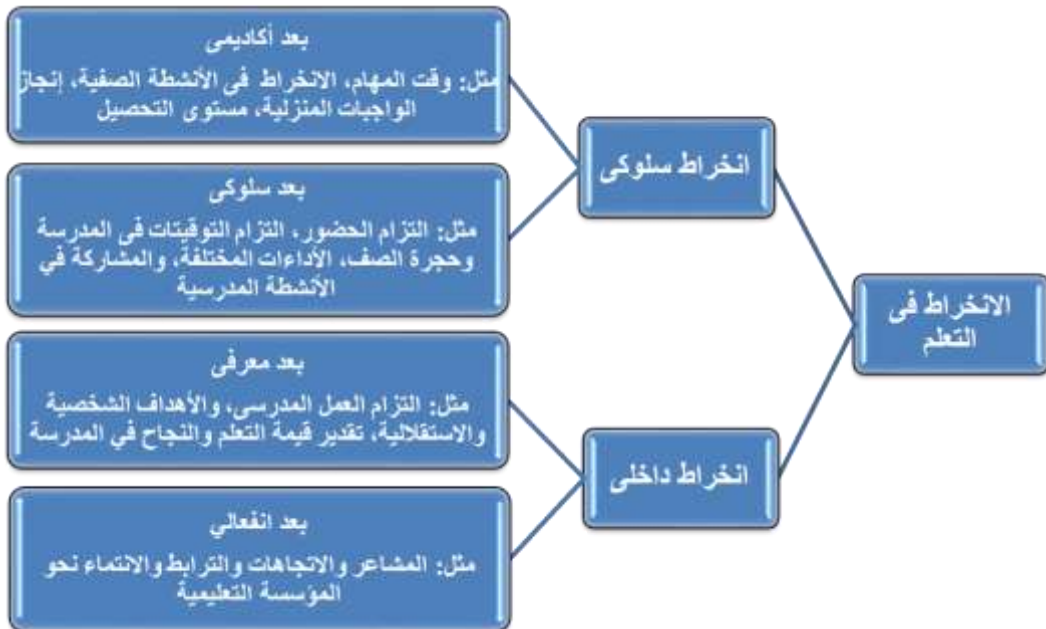 الانخراط فى
التعلم
انخراط سلوكى
بعد أكاديمى
مثل: وقت المهام، الانخراط فى الأنشطة الصفية، إنجاز
الواجبات المنزلية، مستوى التحصيل
بعد سلوكى
مثل: التزام الحضور، التزام التوقيتات فى المدرسة
وحجرة الصف، الأداءات المختلفة، والمشاركة في
الأنشطة المدرسية
انخراط داخلى
بعد معرفى
مثل: التزام العمل المدرسى، والأهداف الشخصية
والاستقلالية، تقدير قيمة التعلم والنجاح في المدرسة
بعد انفعالي
مثل: المشاعر والاتجاهات والترابط والانتماء نحو
المؤسسة التعليمية